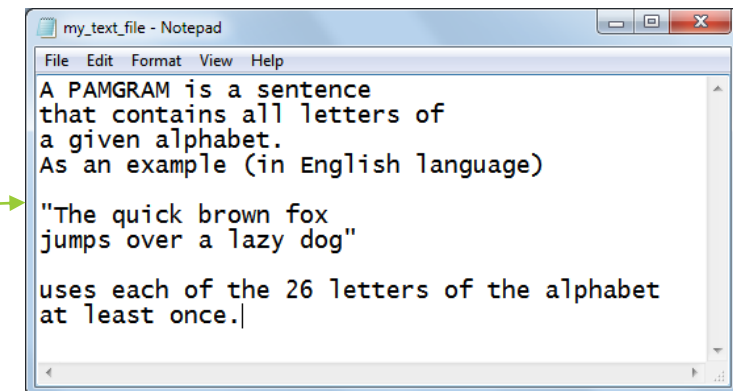 my_text_file - Notepad
File Edit Format View Help
A PAMGRAM is a sentence
that contains all letters of
a given alphabet.
As an example (in English language)
"The quick brown fox
jumps over a lazy dog"
uses each of the 26 letters of the alphabet
at least once.